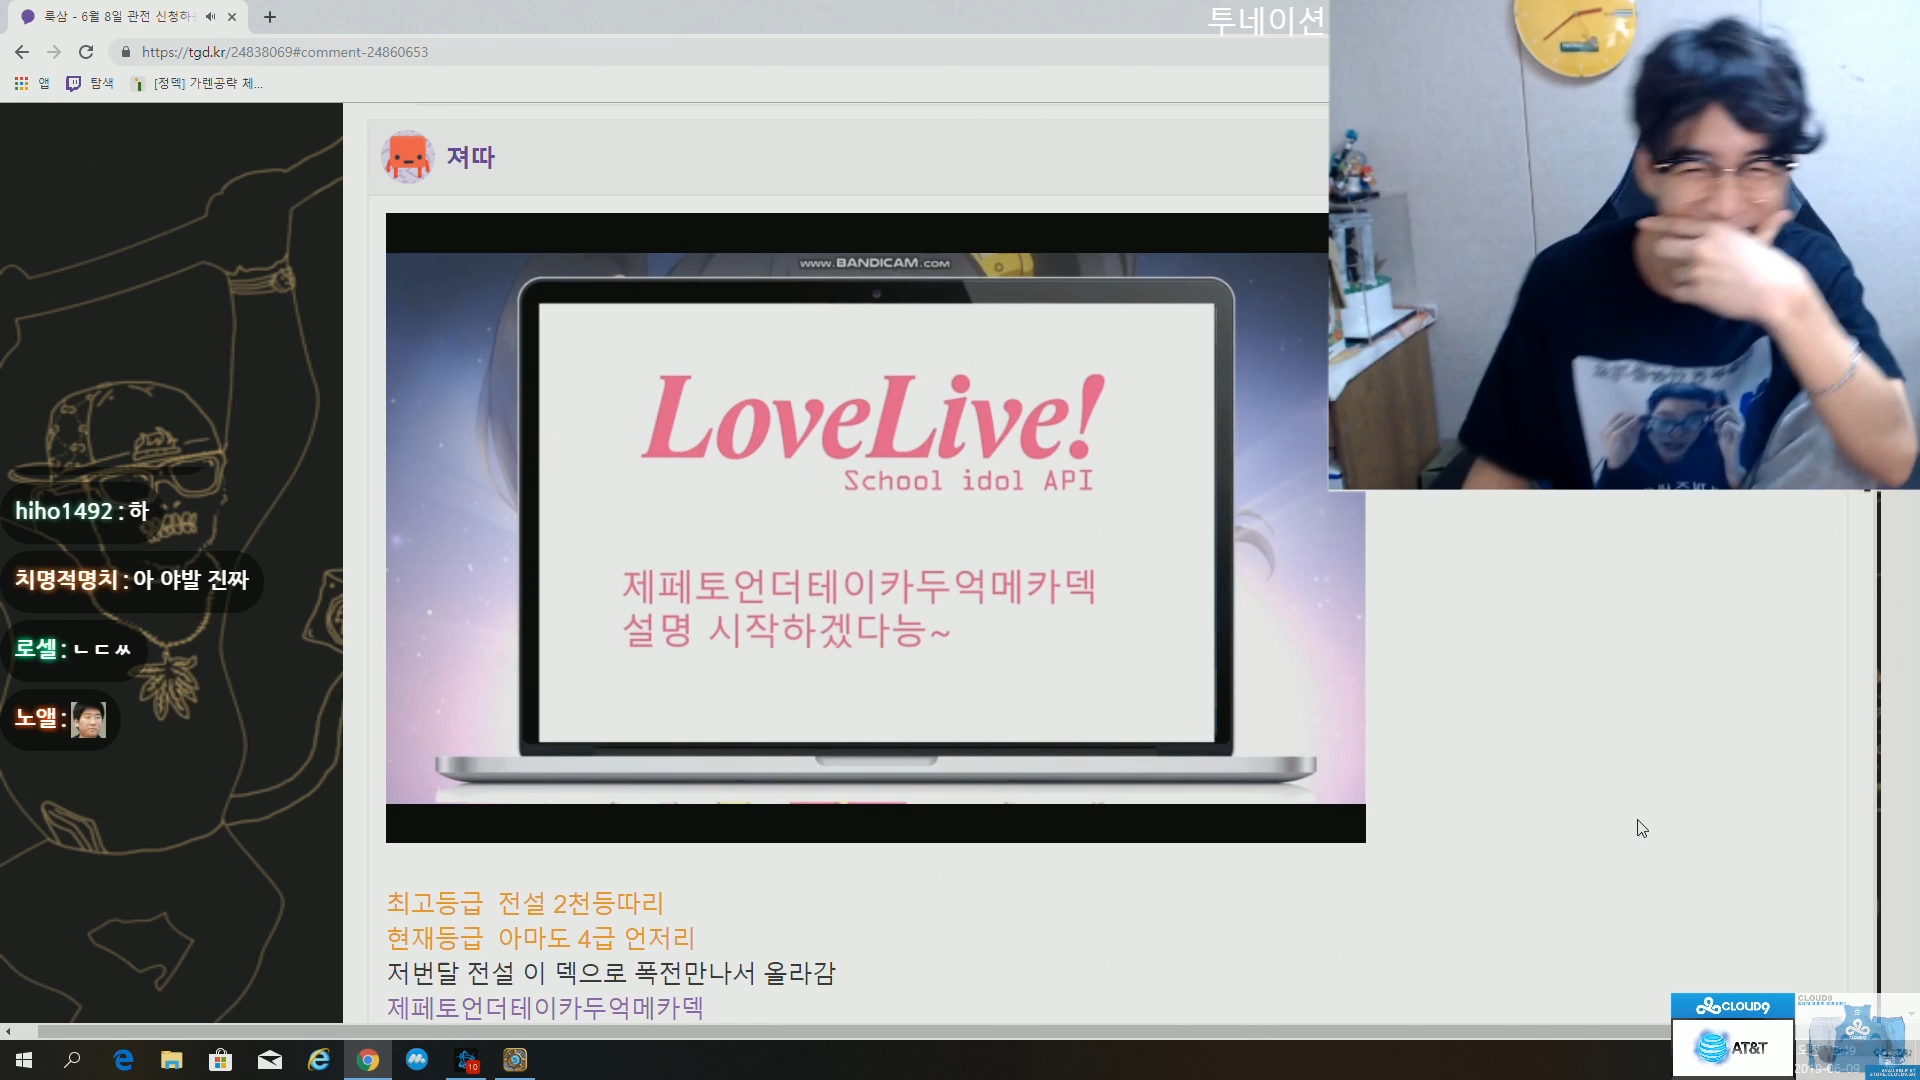 룩삼 - 6월 8일 관전 신청하는
투네이션
https://tgd.kr/24838069#comment-24860653
앱
탐색
[정덱] 가렌공략 체...
져따
www.BANDICAM.com
LoveLive!
School idol API
제페토언더테이카두억메카덱
설명 시작하겠다능~
hiho1492 : 하
치명적명치 : 아 야발 진짜
로셀 : ㄴㄷㅆ
노앨 :
최고등급 전설 2천등따리
현재등급 아마도 4급 언저리
저번달 전설 이 덱으로 폭전만나서 올라감
제페토언더테이카두억메카덱
CLOUD9
CLOUD9
AT&T
10